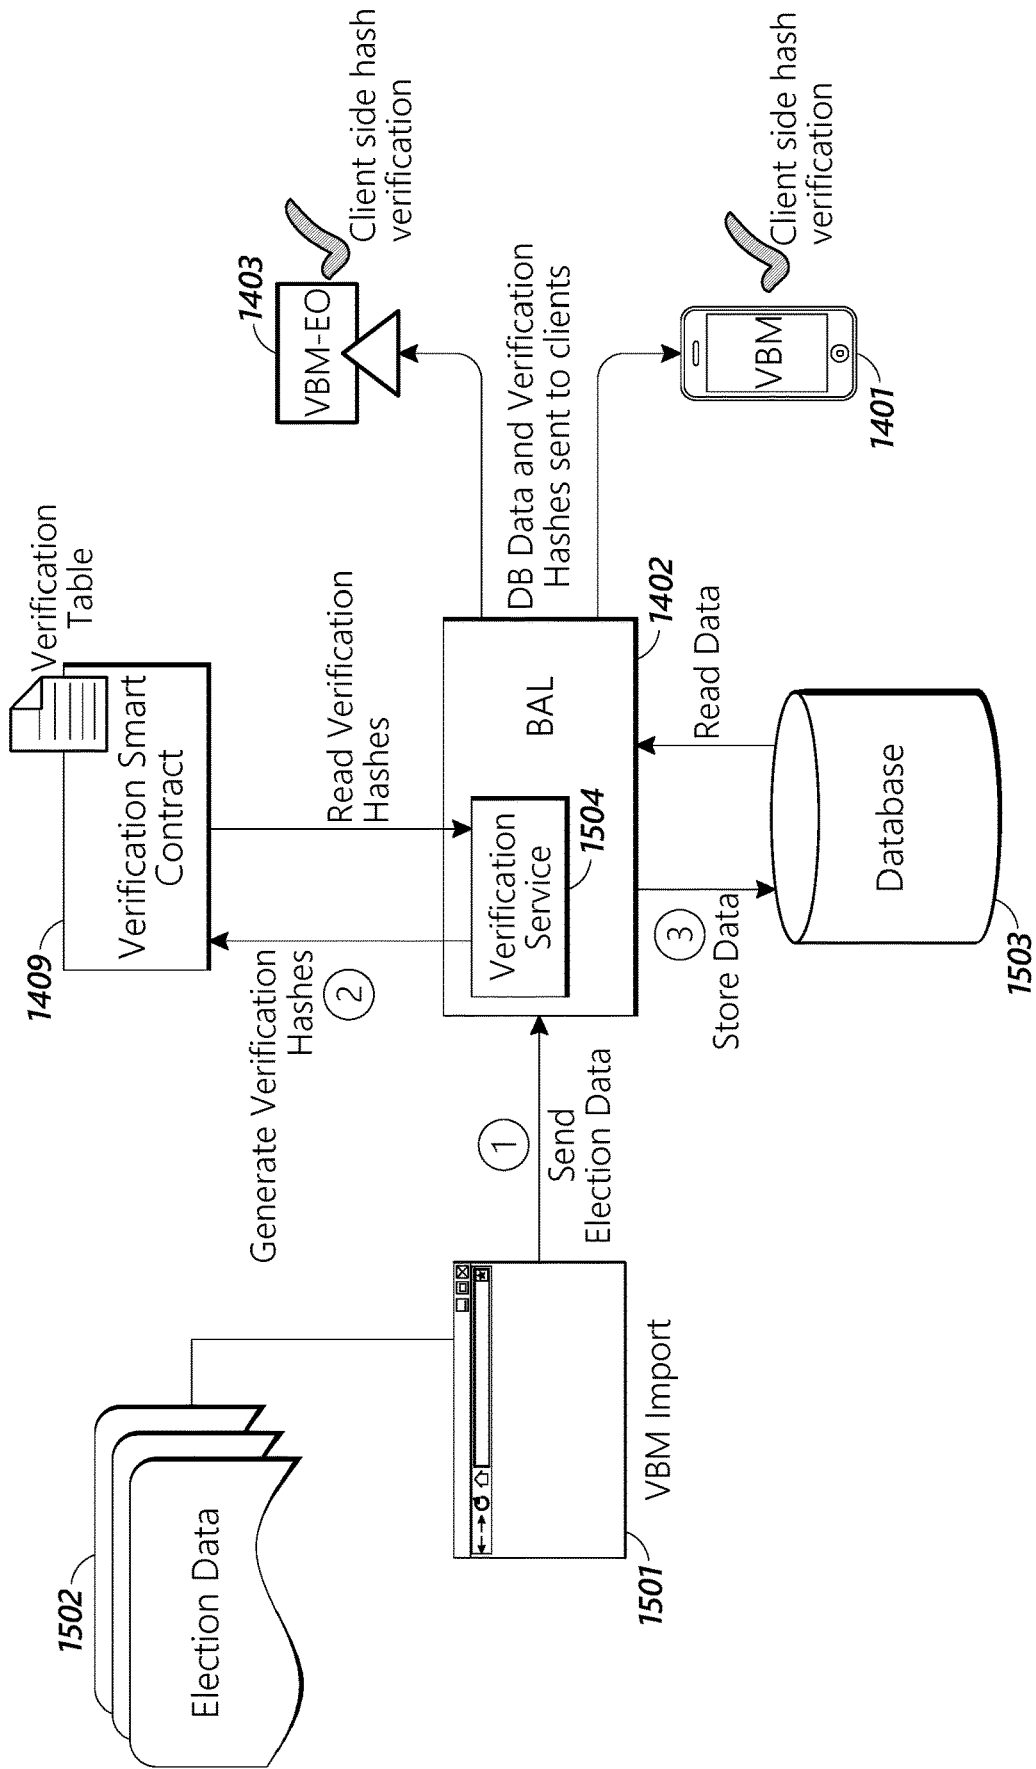 1502
Election Data
1501
VBM Import
1
Send
Election Data
Generate Verification
Hashes
2
1409
Verification Smart
Contract
Verification
Table
Read Verification
Hashes
Verification
Service
1504
BAL
1402
3
Store Data
Read Data
Database
1503
DB Data and Verification
Hashes sent to clients
1403
VBM-EO
Client side hash
verification
VBM
1401
Client side hash
verification